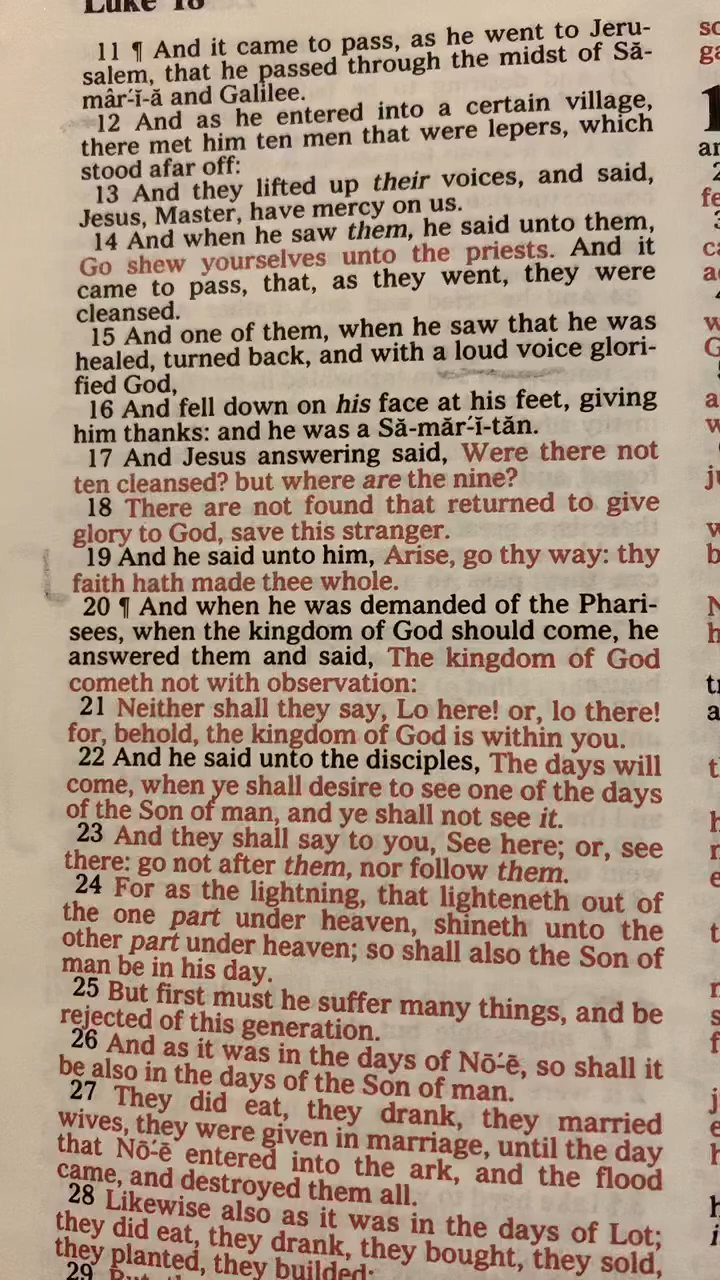 Luke 18
11 ¶ And it came to pass, as he went to Jeru-
salem, that he passed through the midst of Să-
mâr´-ĭ-ă and Galilee.
12 And as he entered into a certain village,
there met him ten men that were lepers, which
stood afar off:
13 And they lifted up their voices, and said,
Jesus, Master, have mercy on us.
14 And when he saw them, he said unto them,
Go shew yourselves unto the priests. And it
came to pass, that, as they went, they were
cleansed.
15 And one of them, when he saw that he was
healed, turned back, and with a loud voice glori-
fied God,
16 And fell down on his face at his feet, giving
him thanks: and he was a Să-măr´-ĭ-tăn.
17 And Jesus answering said, Were there not
ten cleansed? but where are the nine?
18 There are not found that returned to give
glory to God, save this stranger.
19 And he said unto him, Arise, go thy way: thy
faith hath made thee whole.
20 ¶ And when he was demanded of the Phari-
sees, when the kingdom of God should come, he
answered them and said, The kingdom of God
cometh not with observation:
21 Neither shall they say, Lo here! or, lo there!
for, behold, the kingdom of God is within you.
22 And he said unto the disciples, The days will
come, when ye shall desire to see one of the days
of the Son of man, and ye shall not see it.
23 And they shall say to you, See here; or, see
there: go not after them, nor follow them.
24 For as the lightning, that lighteneth out of
the one part under heaven, shineth unto the
other part under heaven; so shall also the Son of
man be in his day.
25 But first must he suffer many things, and be
rejected of this generation.
26 And as it was in the days of Nō´-ē, so shall it
be also in the days of the Son of man.
27 They did eat, they drank, they married
wives, they were given in marriage, until the day
that Nō´-ē entered into the ark, and the flood
came, and destroyed them all.
28 Likewise also as it was in the days of Lot;
they did eat, they drank, they bought, they sold,
they planted, they builded;
29 But